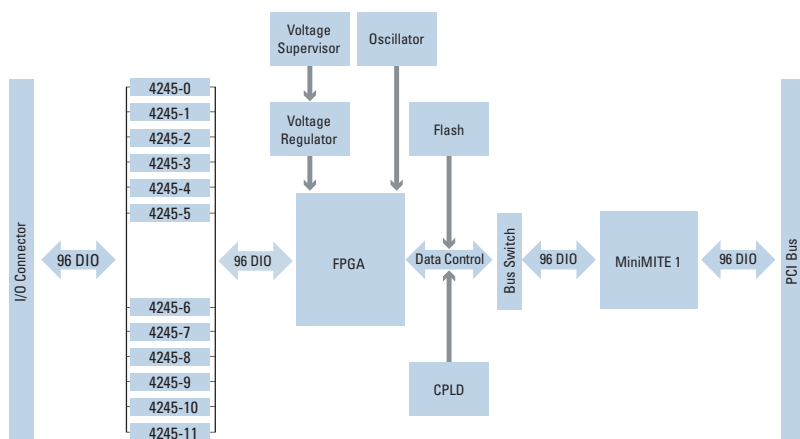 Voltage
Supervisor
Oscillator
4245-0
4245-1
4245-2
4245-3
4245-4
4245-5
Voltage
Regulator
Flash
I/O Connector
96 DIO
96 DIO
FPGA
Data Control
Bus Switch
96 DIO
MiniMITE 1
96 DIO
PCI Bus
4245-6
4245-7
4245-8
4245-9
4245-10
4245-11
CPLD